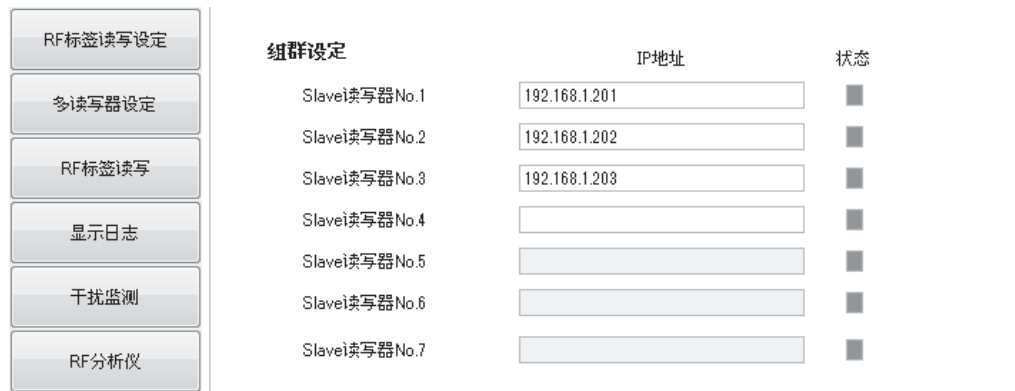 RF标签读写设定
多读写器设定
RF标签读写
显示日志
干扰监测
RF分析仪
组群设定
IP地址 状态
Slave读写器No.1 192.168.1.201
Slave读写器No.2 192.168.1.202
Slave读写器No.3 192.168.1.203
Slave读写器No.4
Slave读写器No.5
Slave读写器No.6
Slave读写器No.7